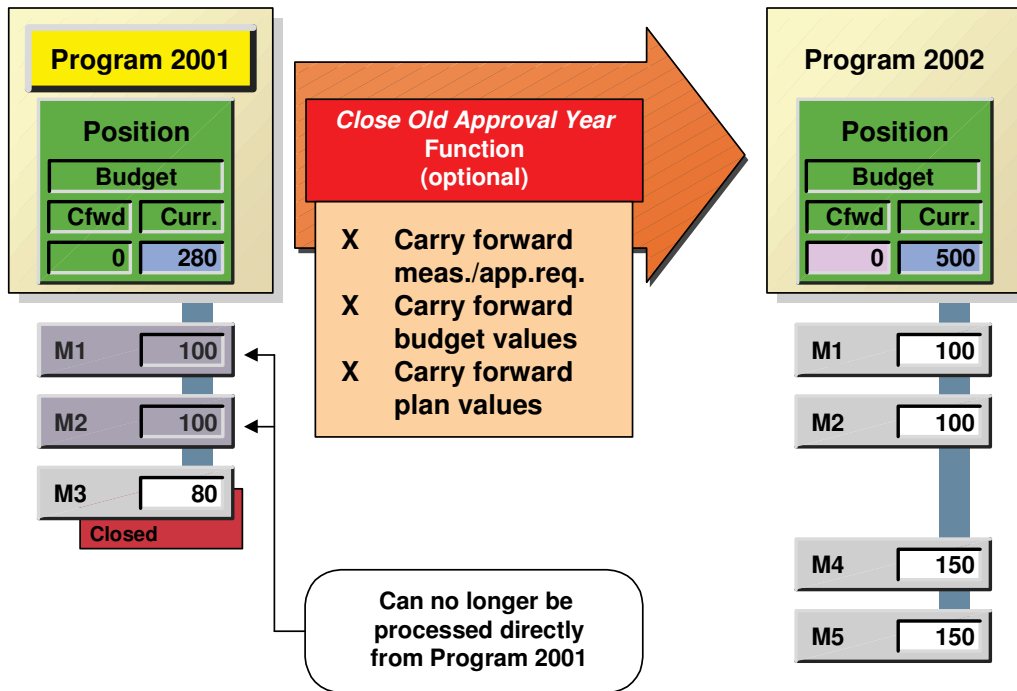 Program 2001
Position
Budget
Cfwd Curr.
0 280
M1 100
M2 100
M3 80
Closed
Close Old Approval Year
Function
(optional)
X Carry forward
meas./app.req.
X Carry forward
budget values
X Carry forward
plan values
Can no longer be
processed directly
from Program 2001
Program 2002
Position
Budget
Cfwd Curr.
0 500
M1 100
M2 100
M4 150
M5 150